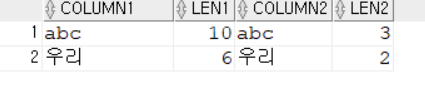 COLUMN1 LEN1 COLUMN2 LEN2
1 abc 10 abc 3
2 우리 6 우리 2